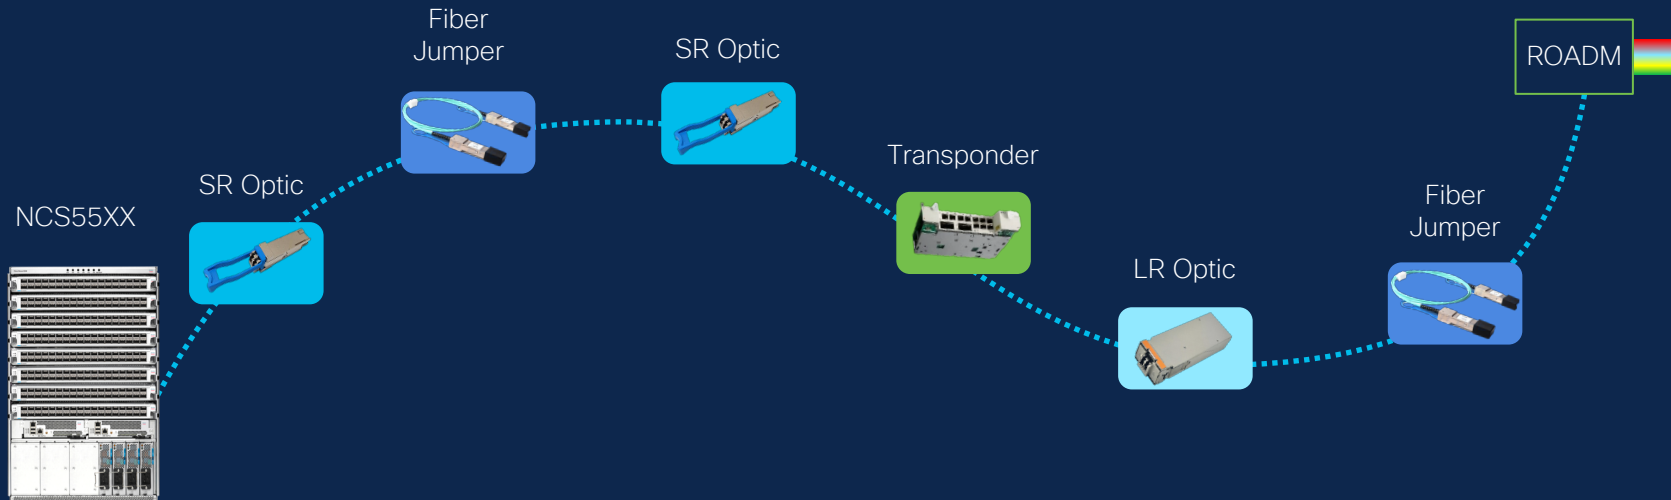 NCS55XX
SR Optic
Fiber
Jumper
SR Optic
Transponder
LR Optic
Fiber
Jumper
ROADM